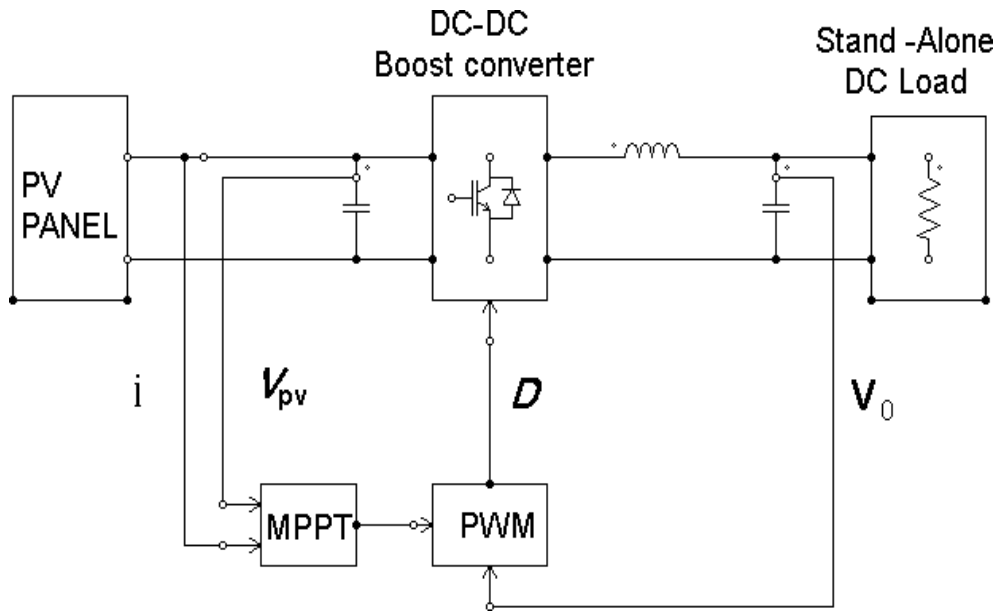 DC-DC
Boost converter
Stand -Alone
DC Load
PV
PANEL
i
Vpv
D
V0
MPPT
PWM